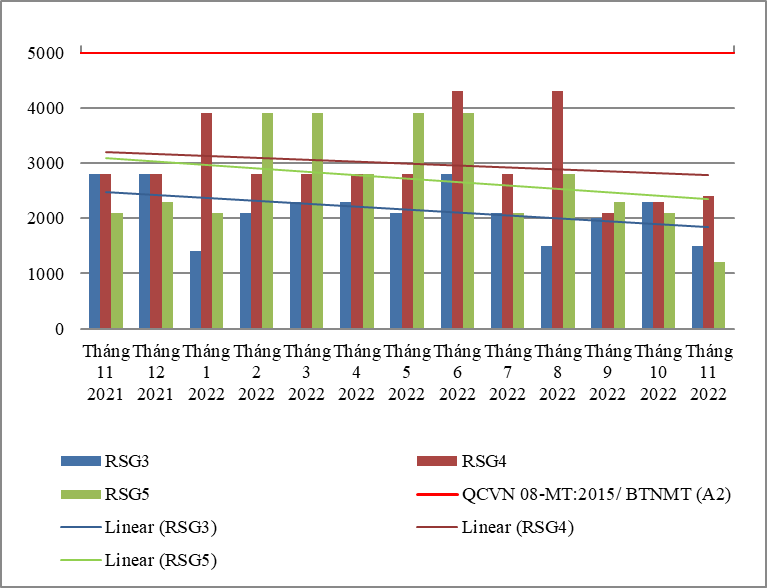 5000
4000
3000
2000
1000
0
Tháng Tháng Tháng Tháng Tháng Tháng Tháng Tháng Tháng Tháng Tháng Tháng Tháng
11 12 1 2 3 4 5 6 7 8 9 10 11
2021 2021 2022 2022 2022 2022 2022 2022 2022 2022 2022 2022 2022
RSG3 RSG4
RSG5 QCVN 08-MT:2015/ BTNMT (A2)
Linear (RSG3) Linear (RSG4)
Linear (RSG5)